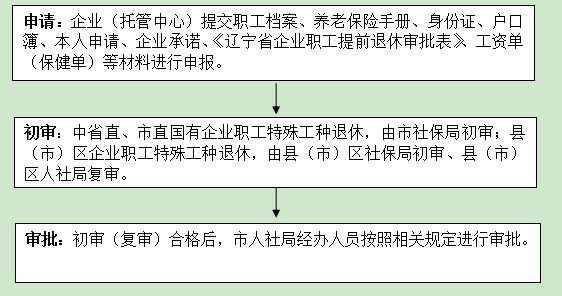 申请：企业（托管中心）提交职工档案、养老保险手册、身份证、户口
簿、本人申请、企业承诺、《辽宁省企业职工提前退休审批表》、工资单
（保健单）等材料进行申报。
初审：中省直、市直国有企业职工特殊工种退休，由市社保局初审；县
（市）区企业职工特殊工种退休，由县（市）区社保局初审、县（市）
区人社局复审。
审批：初审（复审）合格后，市人社局经办人员按照相关规定进行审批。